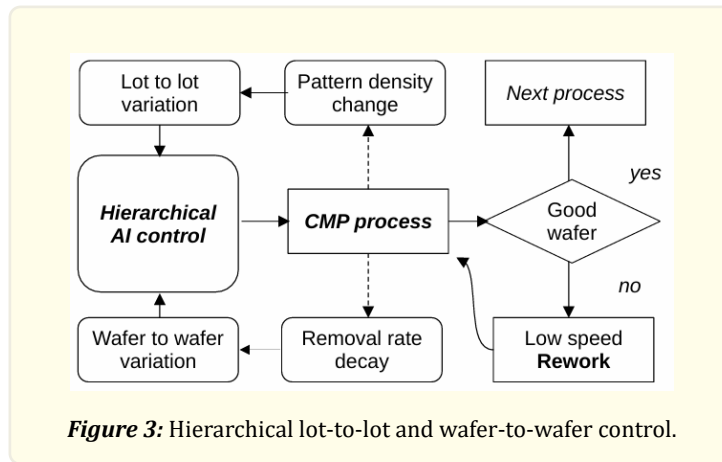 Lot to lot
variation
Pattern density
change
Next process
Hierarchical
AI control
CMP process
Good
wafer
yes
no
Wafer to wafer
variation
Removal rate
decay
Low speed
Rework
Figure 3: Hierarchical lot-to-lot and wafer-to-wafer control.